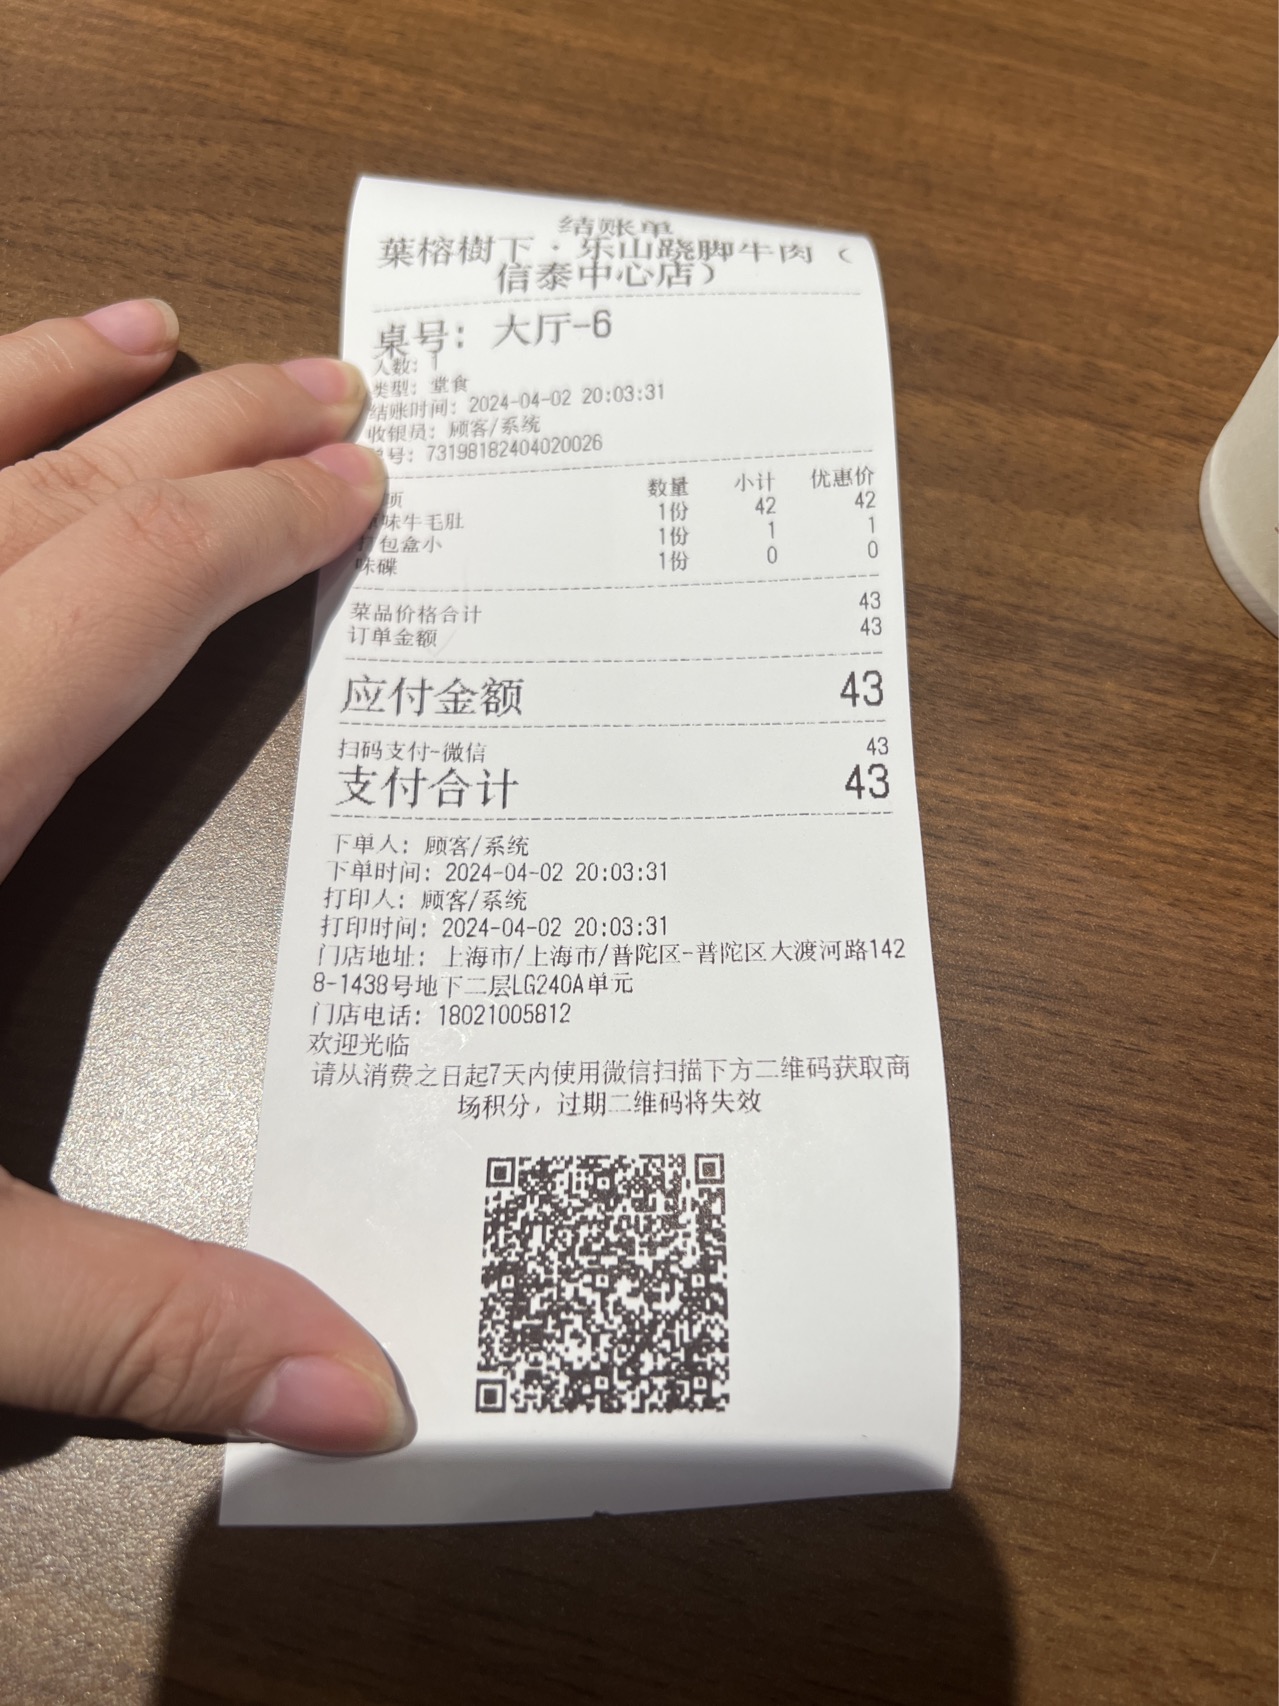 结账单
葉榕樹下·乐山跷脚牛肉（
信泰中心店）
桌号：大厅-6
人数：1
类型：堂食
结账时间：2024-04-02 20:03:31
收银员：顾客/系统
号：73198182404020026
项 数量 小计 优惠价
味牛毛肚 1份 42 42
包盒小 1份 1 1
味碟 1份 0 0
菜品价格合计 43
订单金额 43
应付金额 43
扫码支付-微信 43
支付合计 43
下单人：顾客/系统
下单时间：2024-04-02 20:03:31
打印人：顾客/系统
打印时间：2024-04-02 20:03:31
门店地址：上海市/上海市/普陀区-普陀区大渡河路142
8-1438号地下二层LG240A单元
门店电话：18021005812
欢迎光临
请从消费之日起7天内使用微信扫描下方二维码获取商
场积分，过期二维码将失效